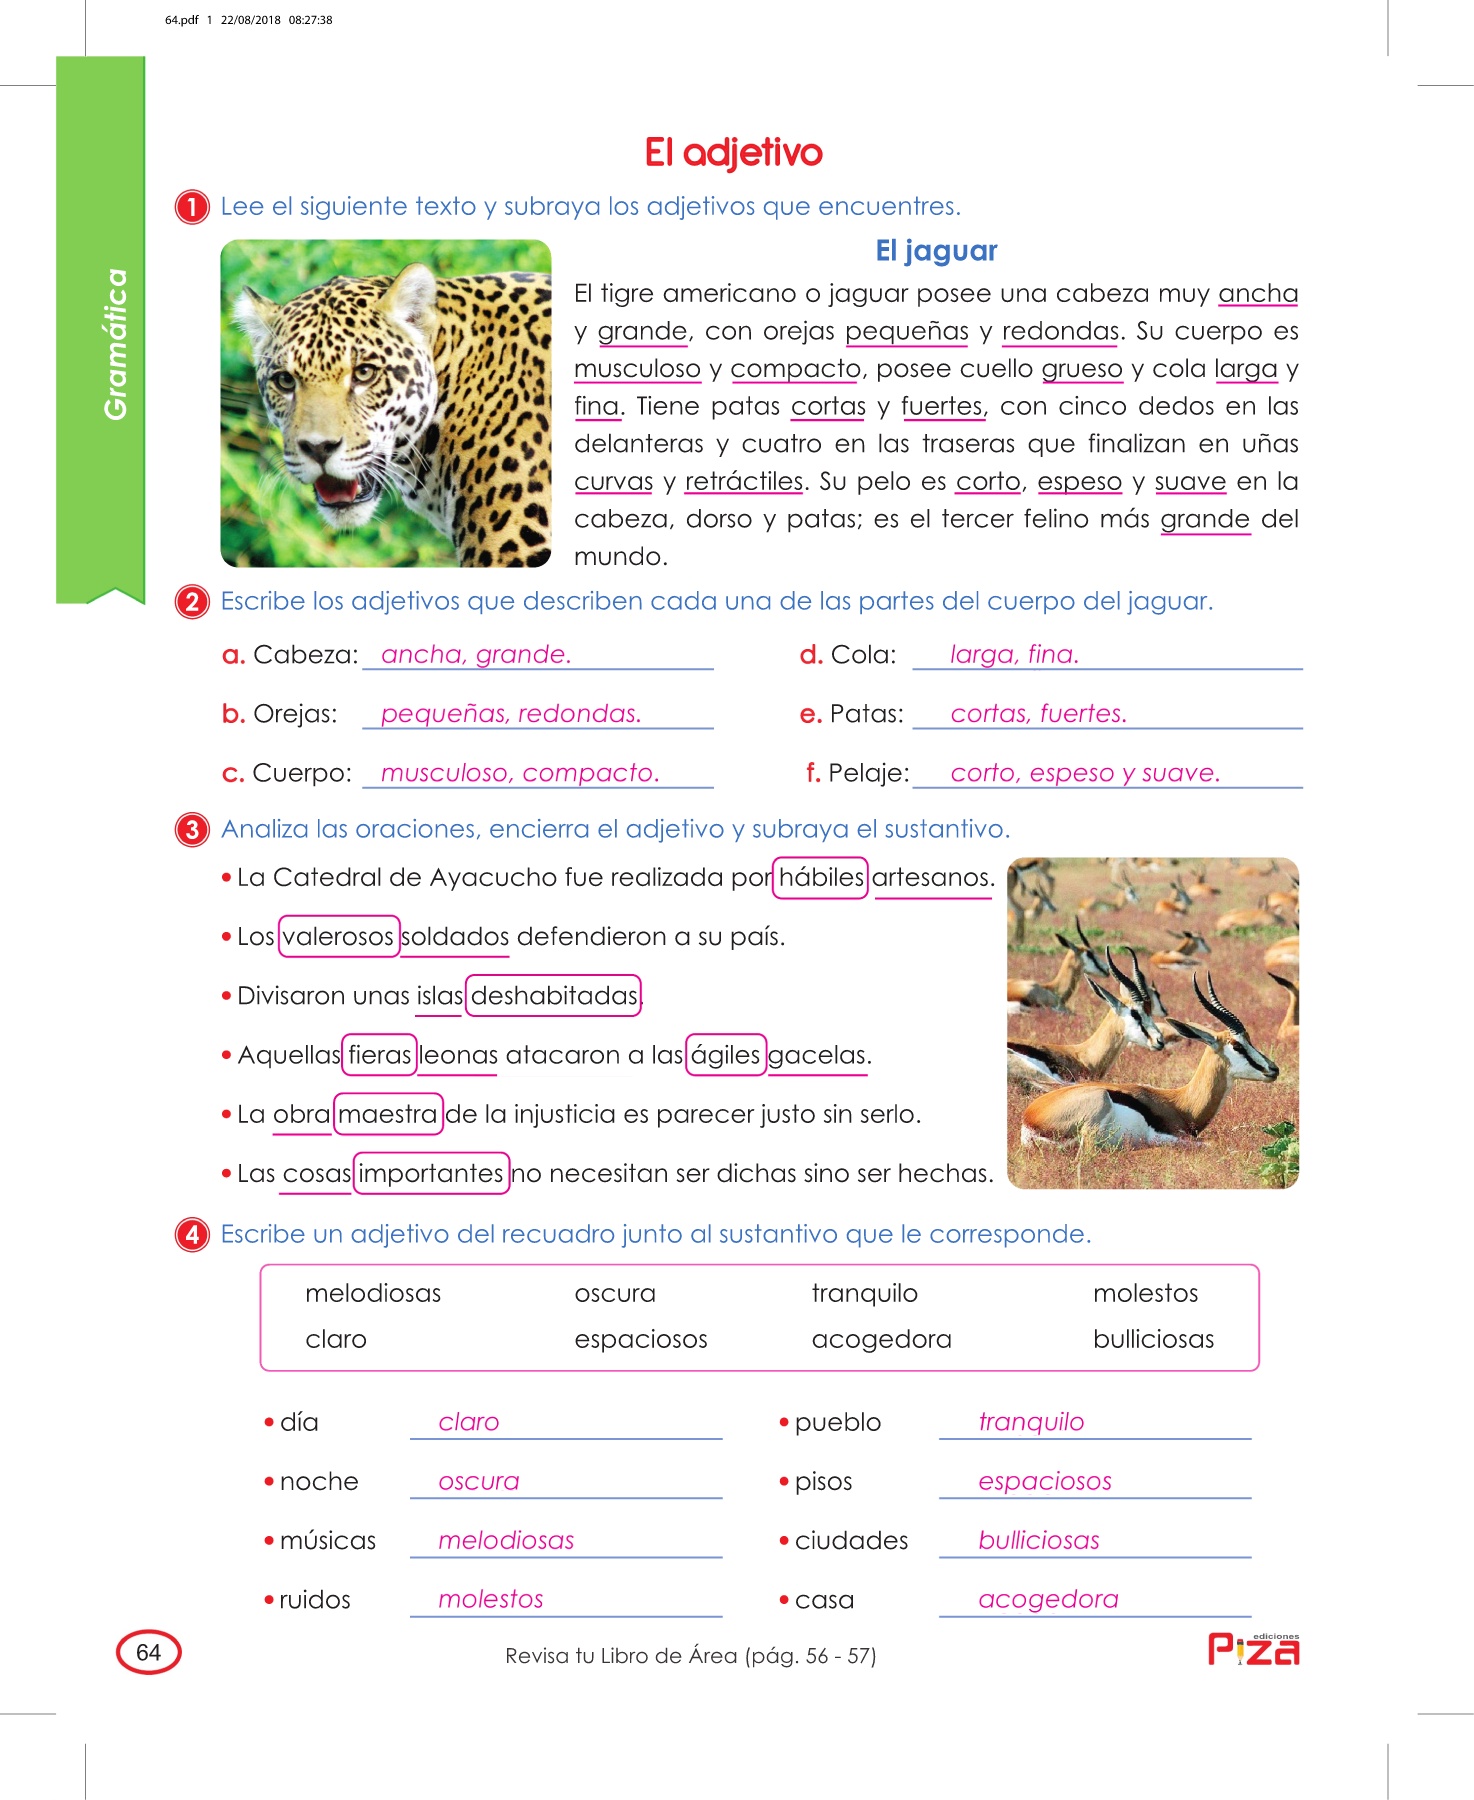 64.pdf 1 22/08/2018 08:27:38
Gramática
El adjetivo
1 Lee el siguiente texto y subraya los adjetivos que encuentres.
El jaguar
El tigre americano o jaguar posee una cabeza muy ancha
y grande, con orejas pequeñas y redondas. Su cuerpo es
musculoso y compacto, posee cuello grueso y cola larga y
fina. Tiene patas cortas y fuertes, con cinco dedos en las
delanteras y cuatro en las traseras que finalizan en uñas
curvas y retráctiles. Su pelo es corto, espeso y suave en la
cabeza, dorso y patas; es el tercer felino más grande del
mundo.
2 Escribe los adjetivos que describen cada una de las partes del cuerpo del jaguar.
a. Cabeza: ancha, grande.
d. Cola: larga, fina.
b. Orejas: pequeñas, redondas.
e. Patas: cortas, fuertes.
c. Cuerpo: musculoso, compacto.
f. Pelaje: corto, espeso y suave.
3 Analiza las oraciones, encierra el adjetivo y subraya el sustantivo.
• La Catedral de Ayacucho fue realizada por hábiles artesanos.
• Los valerosos soldados defendieron a su país.
• Divisaron unas islas deshabitadas.
• Aquellas fieras leonas atacaron a las ágiles gacelas.
• La obra maestra de la injusticia es parecer justo sin serlo.
• Las cosas importantes no necesitan ser dichas sino ser hechas.
4 Escribe un adjetivo del recuadro junto al sustantivo que le corresponde.
melodiosas oscura tranquilo molestos
claro espaciosos acogedora bulliciosas
• día claro
• pueblo tranquilo
• noche oscura
• pisos espaciosos
• músicas melodiosas
• ciudades bulliciosas
• ruidos molestos
• casa acogedora
64
Revisa tu Libro de Área (pág. 56 - 57)
ediciones
Piza